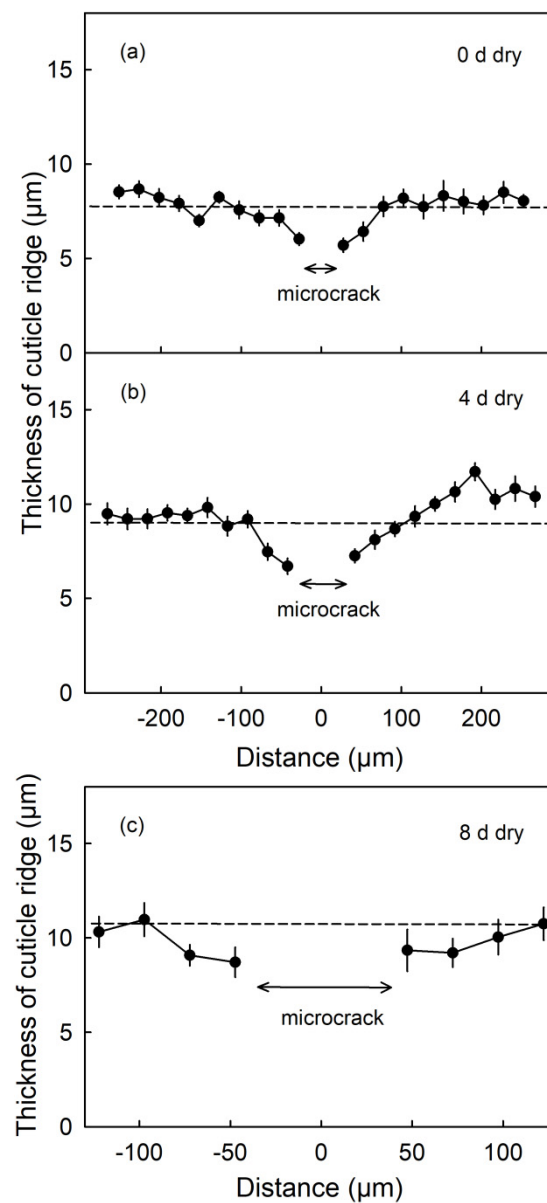 (a)
0 d dry
15
10
5
0
microcrack
(b)
4 d dry
15
10
5
0
microcrack
Thickness of cuticle ridge (µm)
-200 -100 0 100 200
Distance (µm)
(c)
8 d dry
15
10
5
0
microcrack
Thickness of cuticle ridge (µm)
-100 -50 0 50 100
Distance (µm)